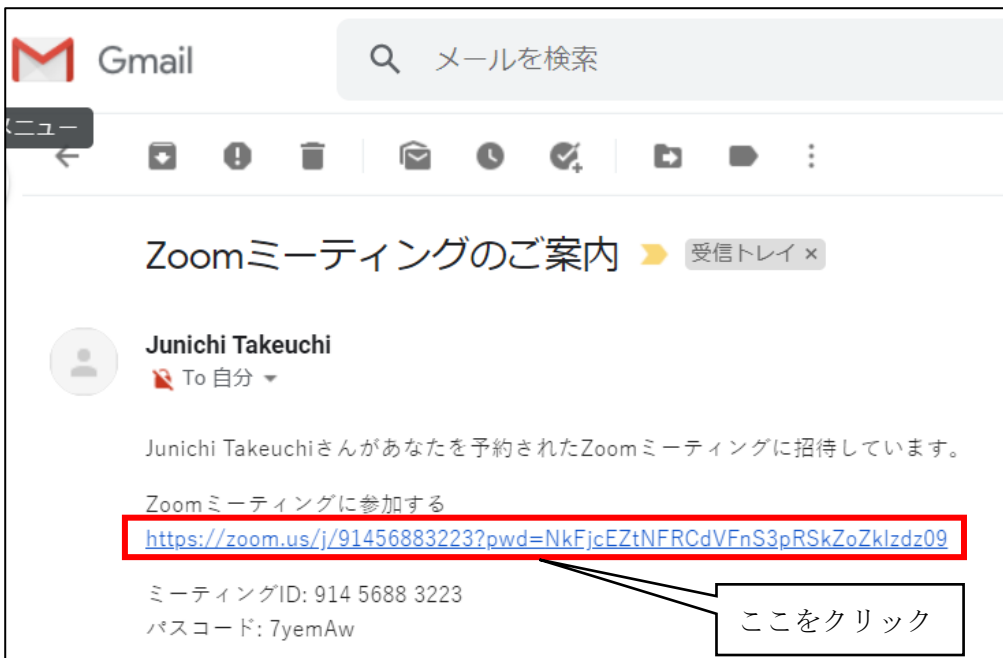 Gmail
メールを検索
メニュー
Zoomミーティングのご案内
受信トレイ ×
Junichi Takeuchi
To 自分
Junichi Takeuchiさんがあなたを予約されたZoomミーティングに招待しています。
Zoomミーティングに参加する
https://zoom.us/j/91456883223?pwd=NkFjcEZtNFRCdVFnS3pRSkZoZklzdz09
ミーティングID: 914 5688 3223
パスコード: 7yemAw
ここをクリック